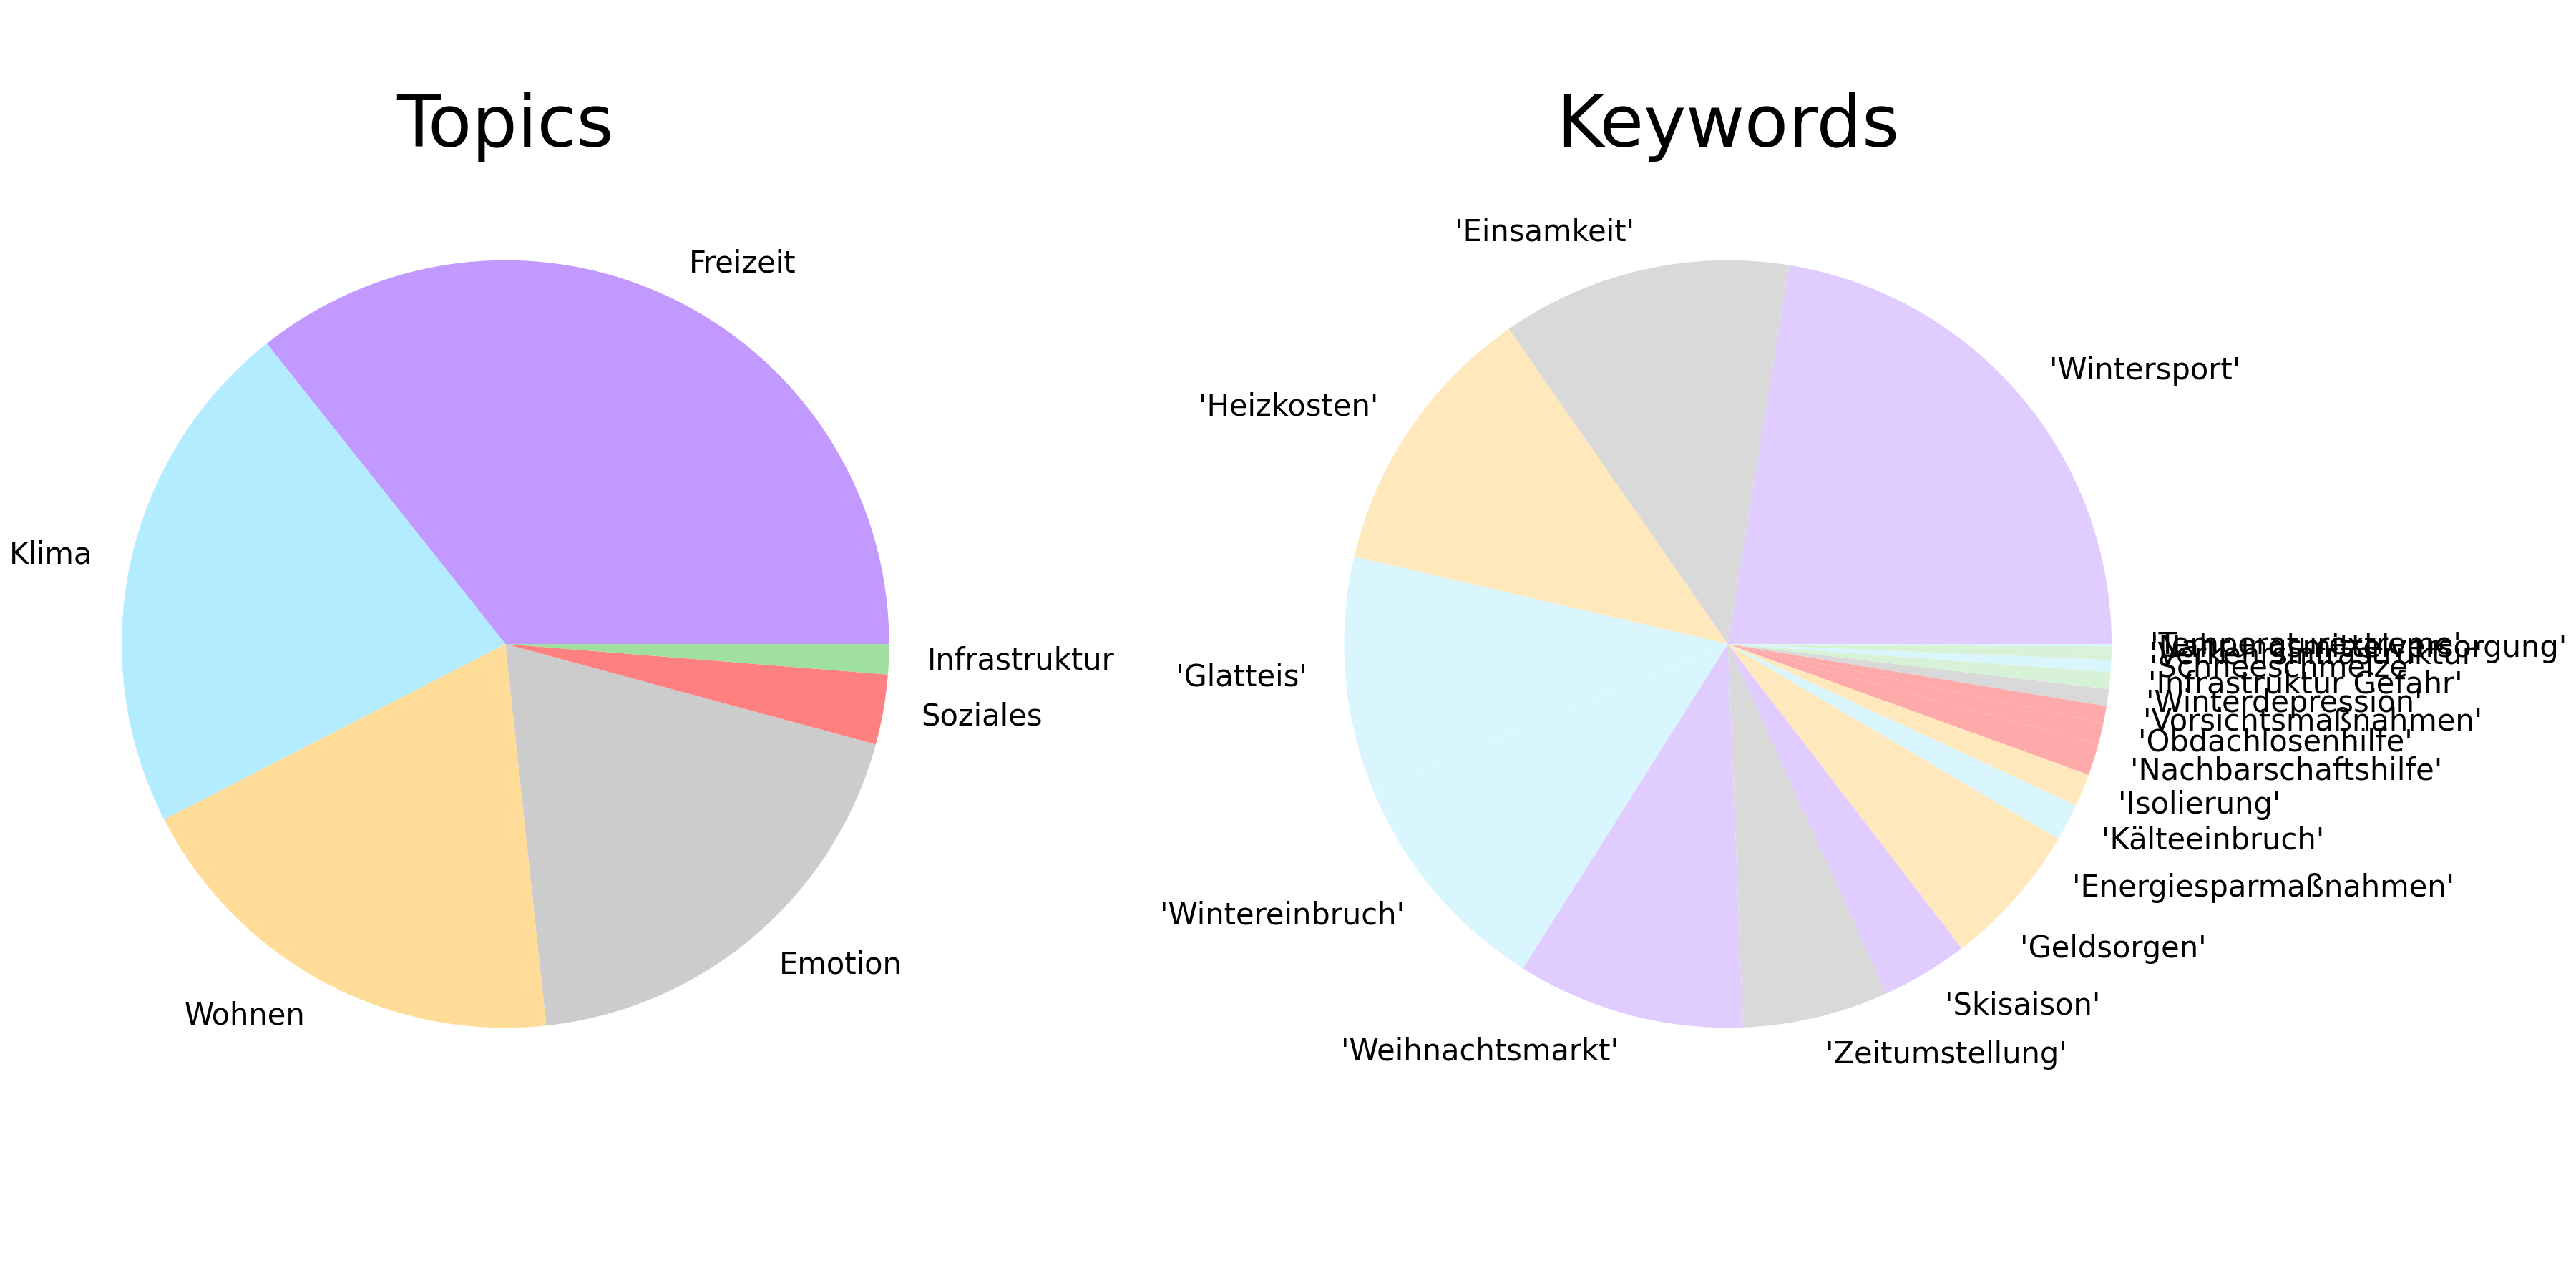 Topics
Freizeit
Klima
Wohnen
Emotion
Soziales
Infrastruktur
Keywords
'Wintersport'
'Einsamkeit'
'Heizkosten'
'Glatteis'
'Wintereinbruch'
'Weihnachtsmarkt'
'Zeitumstellung'
'Skisaison'
'Geldsorgen'
'Energiesparmaßnahmen'
'Kälteeinbruch'
'Isolierung'
'Nachbarschaftshilfe'
'Obdachlosenhilfe'
'Vorsichtsmaßnahmen'
'Winterdepression'
'Infrastruktur Gefahr'
'Schneeschmelze'
'Temperaturextreme'